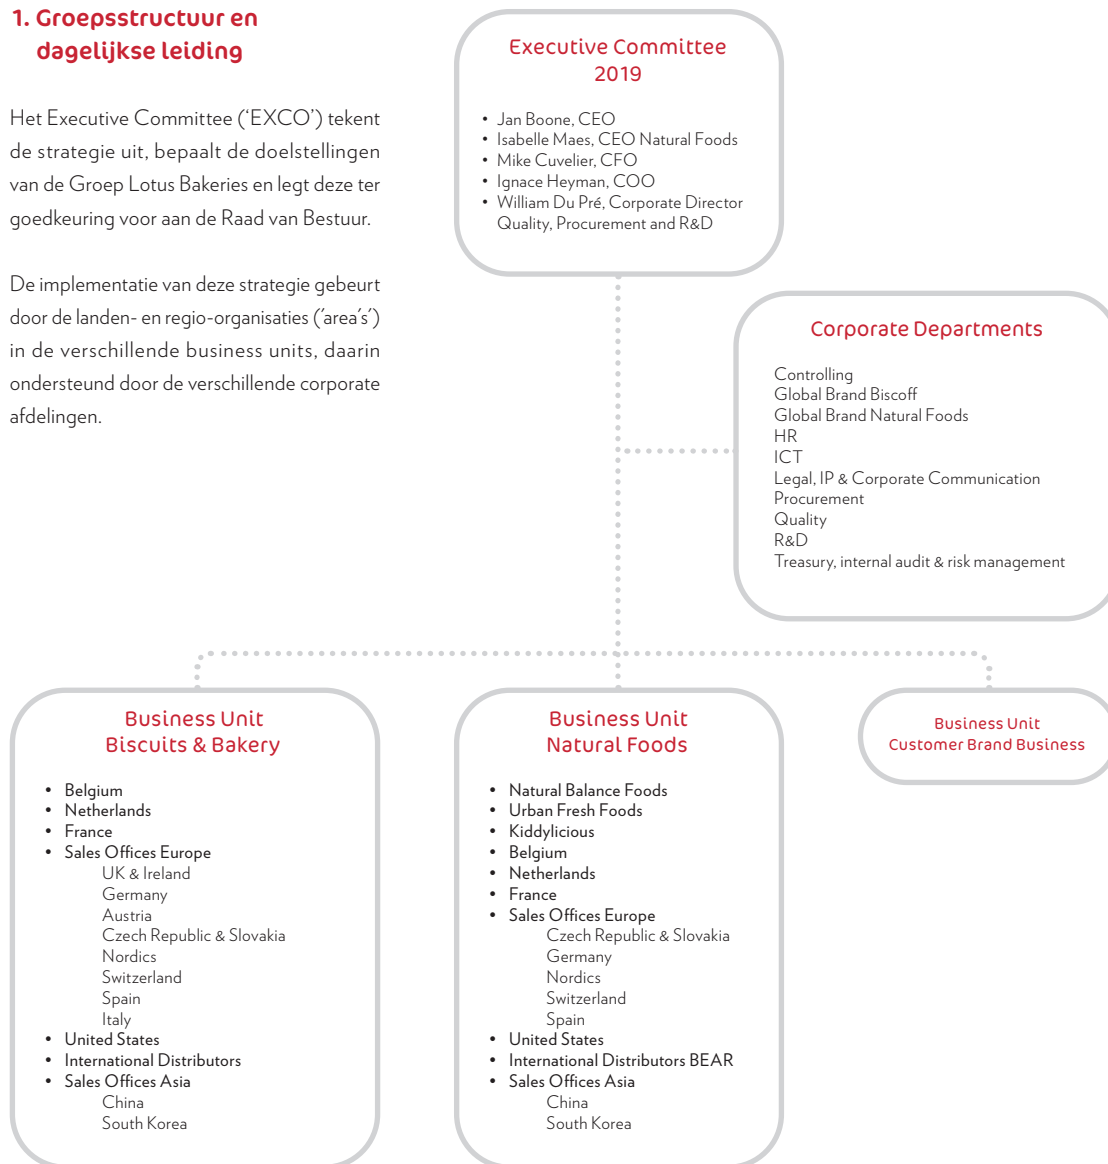 1. Groepsstructuur en
dagelijkse leiding
Het Executive Committee (‘EXCO’) tekent
de strategie uit, bepaalt de doelstellingen
van de Groep Lotus Bakeries en legt deze ter
goedkeuring voor aan de Raad van Bestuur.
De implementatie van deze strategie gebeurt
door de landen- en regio-organisaties (‘area’s’)
in de verschillende business units, daarin
ondersteund door de verschillende corporate
afdelingen.
Executive Committee
2019
• Jan Boone, CEO
• Isabelle Maes, CEO Natural Foods
• Mike Cuvelier, CFO
• Ignace Heyman, COO
• William Du Pré, Corporate Director
Quality, Procurement and R&D
Corporate Departments
Controlling
Global Brand Biscoff
Global Brand Natural Foods
HR
ICT
Legal, IP & Corporate Communication
Procurement
Quality
R&D
Treasury, internal audit & risk management
Business Unit
Biscuits & Bakery
• Belgium
• Netherlands
• France
• Sales Offices Europe
UK & Ireland
Germany
Austria
Czech Republic & Slovakia
Nordics
Switzerland
Spain
Italy
• United States
• International Distributors
• Sales Offices Asia
China
South Korea
Business Unit
Natural Foods
• Natural Balance Foods
• Urban Fresh Foods
• Kiddylicious
• Belgium
• Netherlands
• France
• Sales Offices Europe
Czech Republic & Slovakia
Germany
Nordics
Switzerland
Spain
• United States
• International Distributors BEAR
• Sales Offices Asia
China
South Korea
Business Unit
Customer Brand Business